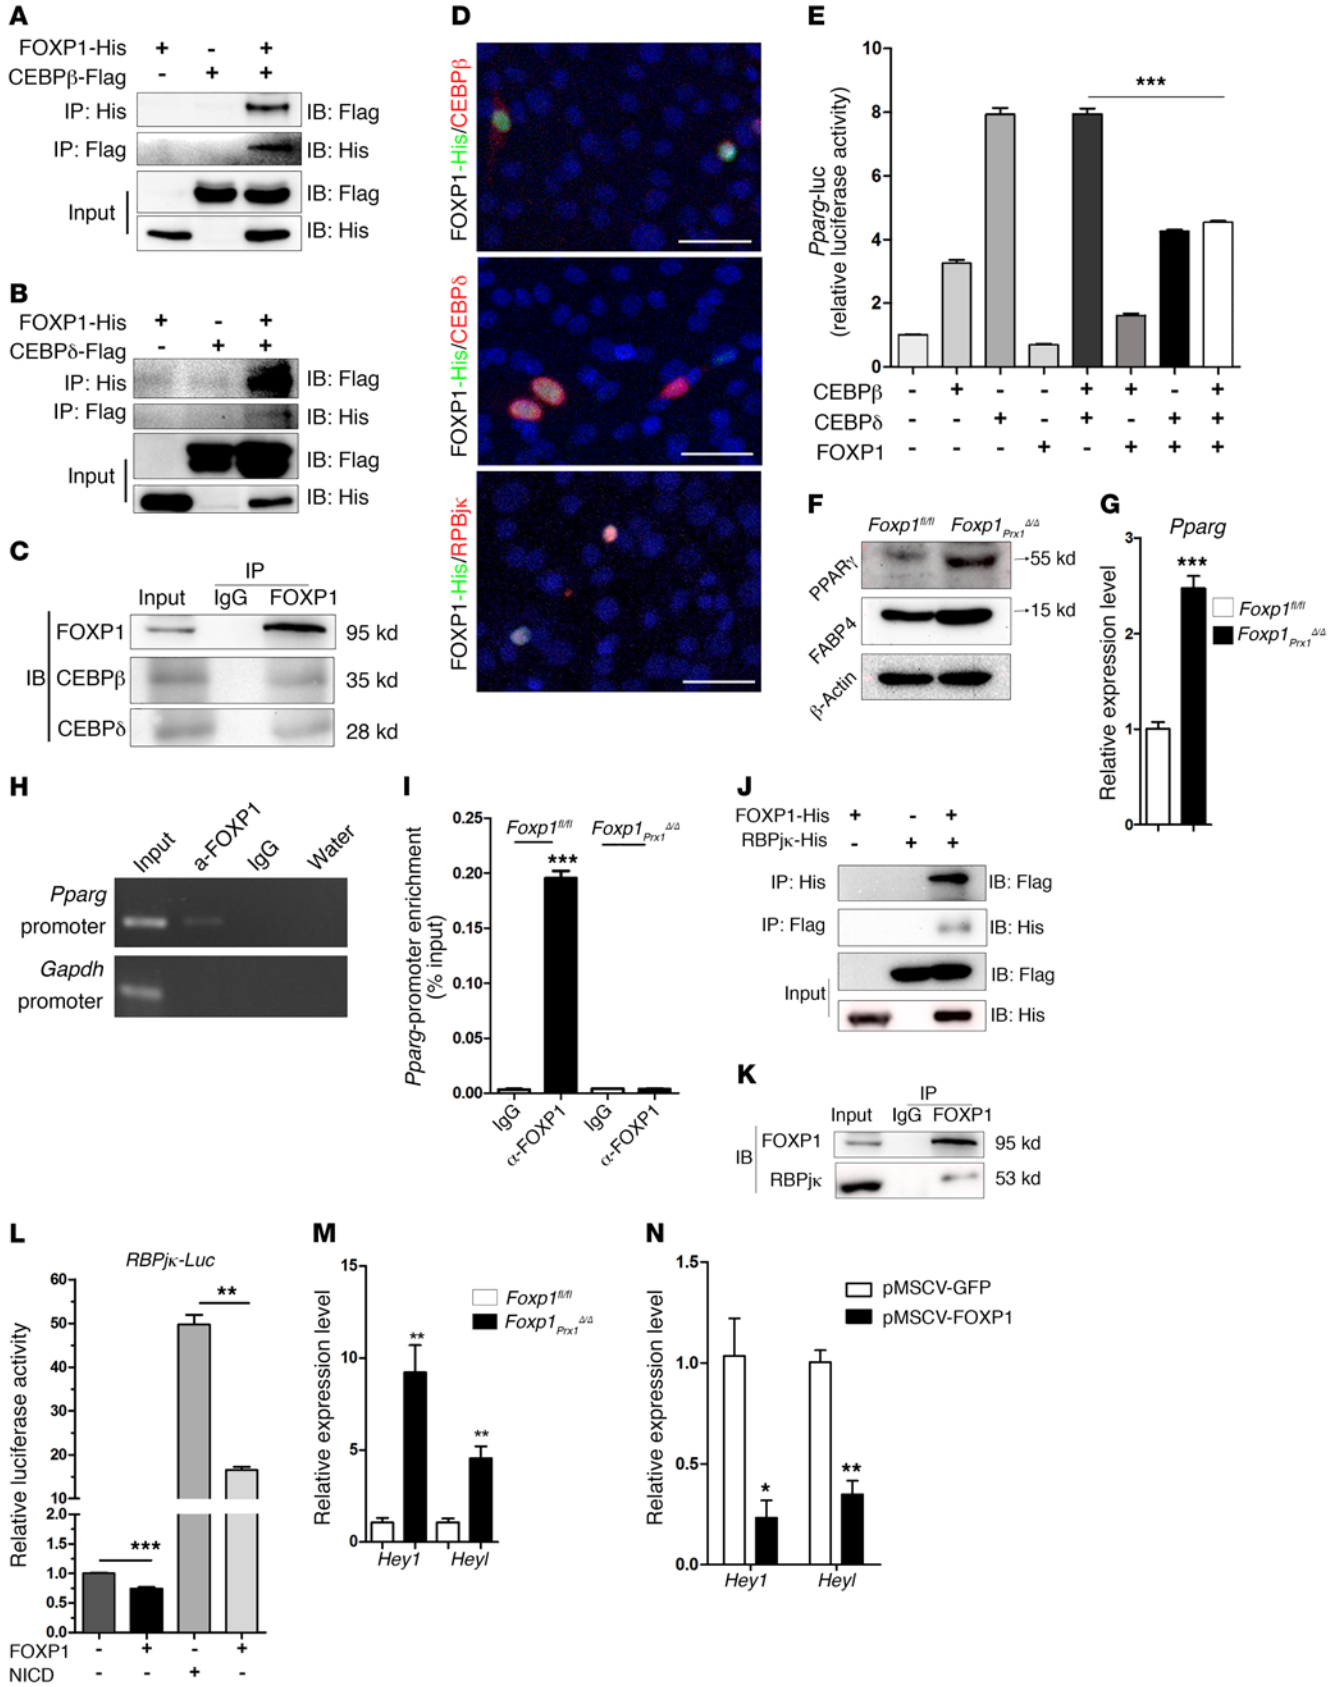 A
FOXP1-His + - +
CEBPβ-Flag - + +
IP: His IB: Flag
IP: Flag IB: His
Input IB: Flag
IB: His
B
FOXP1-His + - +
CEBPδ-Flag - + +
IP: His IB: Flag
IP: Flag IB: His
Input IB: Flag
IB: His
C
IP
Input IgG FOXP1
IB
FOXP1 95 kd
CEBPβ 35 kd
CEBPδ 28 kd
D
FOXP1-His/CEBPβ
FOXP1-His/CEBPδ
FOXP1-His/RPBjκ
E
Pparg-luc
(relative luciferase activity)
10
8
6
4
2
0
***
CEBPβ - + - - + + - +
CEBPδ - - + - + - + +
FOXP1 - - - + - + + +
F
Foxp1fl/fl Foxp1Prx1Δ/Δ
PPARγ →55 kd
FABP4 →15 kd
β-Actin
G
Pparg
Relative expression level
3
2
1
0
***
Foxp1fl/fl
Foxp1Prx1Δ/Δ
H
Input a-FOXP1 IgG Water
Pparg
promoter
Gapdh
promoter
I
Pparg-promoter enrichment
(% input)
0.25
0.20
0.15
0.10
0.05
0.00
Foxp1fl/fl Foxp1Prx1Δ/Δ
***
IgG α-FOXP1 IgG α-FOXP1
J
FOXP1-His + - +
RBPjκ-His - + +
IP: His IB: Flag
IP: Flag IB: His
Input IB: Flag
IB: His
K
IP
Input IgG FOXP1
IB
FOXP1 95 kd
RBPjκ 53 kd
L
RBPjκ-Luc
Relative luciferase activity
60
50
40
30
20
10
2.0
1.5
1.0
0.5
0.0
**
***
FOXP1 - + - +
NICD - - + -
M
Relative expression level
15
10
5
0
Foxp1fl/fl
Foxp1Prx1Δ/Δ
**
**
Hey1 Heyl
N
Relative expression level
1.5
1.0
0.5
0.0
pMSCV-GFP
pMSCV-FOXP1
*
**
Hey1 Heyl